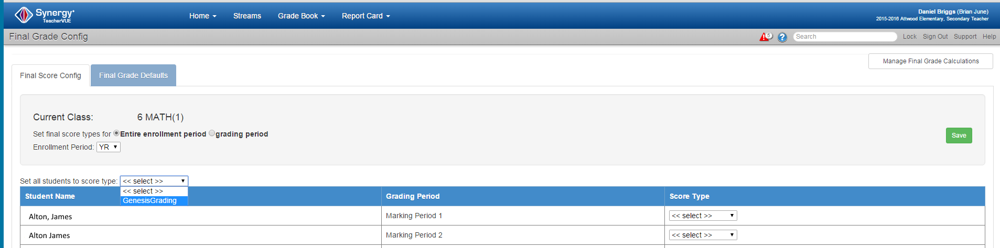 Synergy
TeacherVUE
Home Streams Grade Book Report Card
Daniel Briggs (Brian June)
2015-2016 Attwood Elementary, Secondary Teacher
Final Grade Config
5 ? Search Lock Sign Out Support Help
Manage Final Grade Calculations
Final Score Config Final Grade Defaults
Current Class: 6 MATH(1)
Set final score types for Entire enrollment period grading period
Save
Enrollment Period: YR
Set all students to score type: << select >>
<< select >>
GenesisGrading
Student Name Grading Period Score Type
Alton, James Marking Period 1 << select >>
Alton James Marking Period 2 << select >>